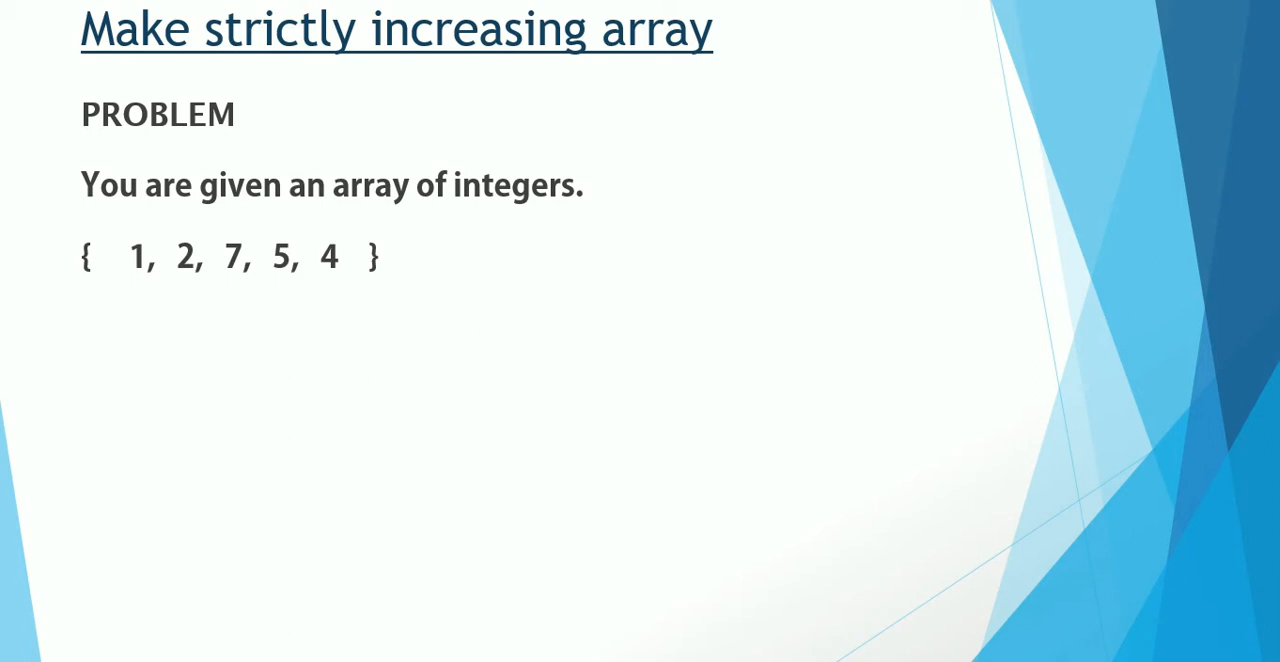 Make strictly increasing array
PROBLEM
You are given an array of integers.
{ 1, 2, 7, 5, 4 }